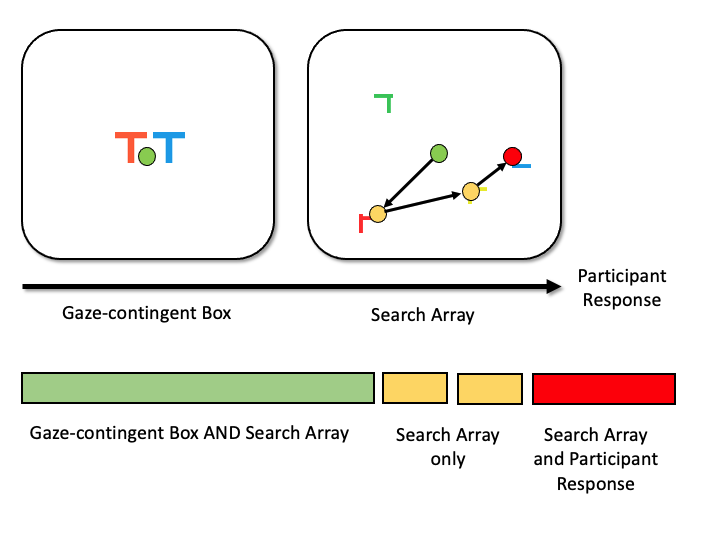 T T
Participant
Response
Gaze-contingent Box
Search Array
Gaze-contingent Box AND Search Array
Search Array
only
Search Array
and Participant
Response